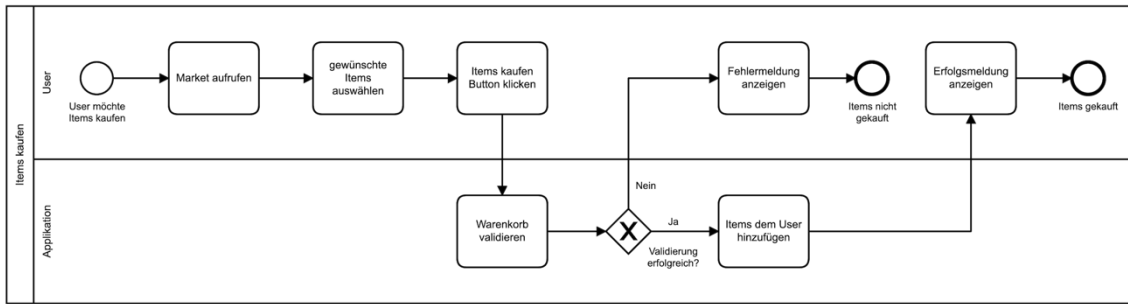 Items kaufen
User
User möchte
Items kaufen
Market aufrufen
gewünschte
Items
auswählen
Items kaufen
Button klicken
Fehlermeldung
anzeigen
Items nicht
gekauft
Erfolgsmeldung
anzeigen
Items gekauft
Applikation
Warenkorb
validieren
Nein
Ja
Validierung
erfolgreich?
Items dem User
hinzufügen